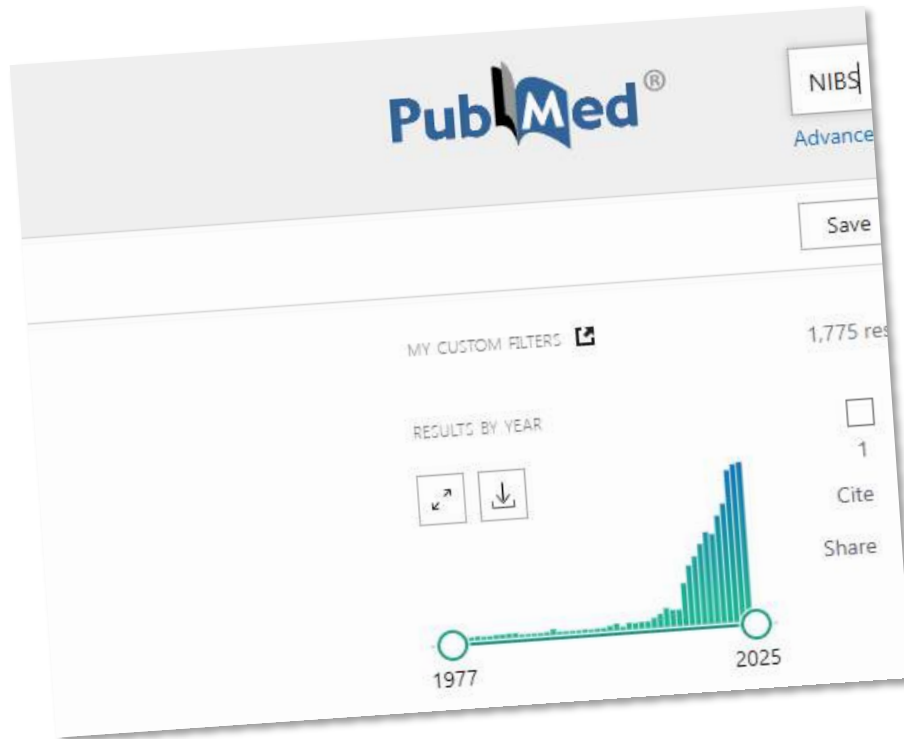 PubMed®
NIBS
Advance
Save
MY CUSTOM FILTERS
1,775 res
RESULTS BY YEAR
1
Cite
Share
1977
2025